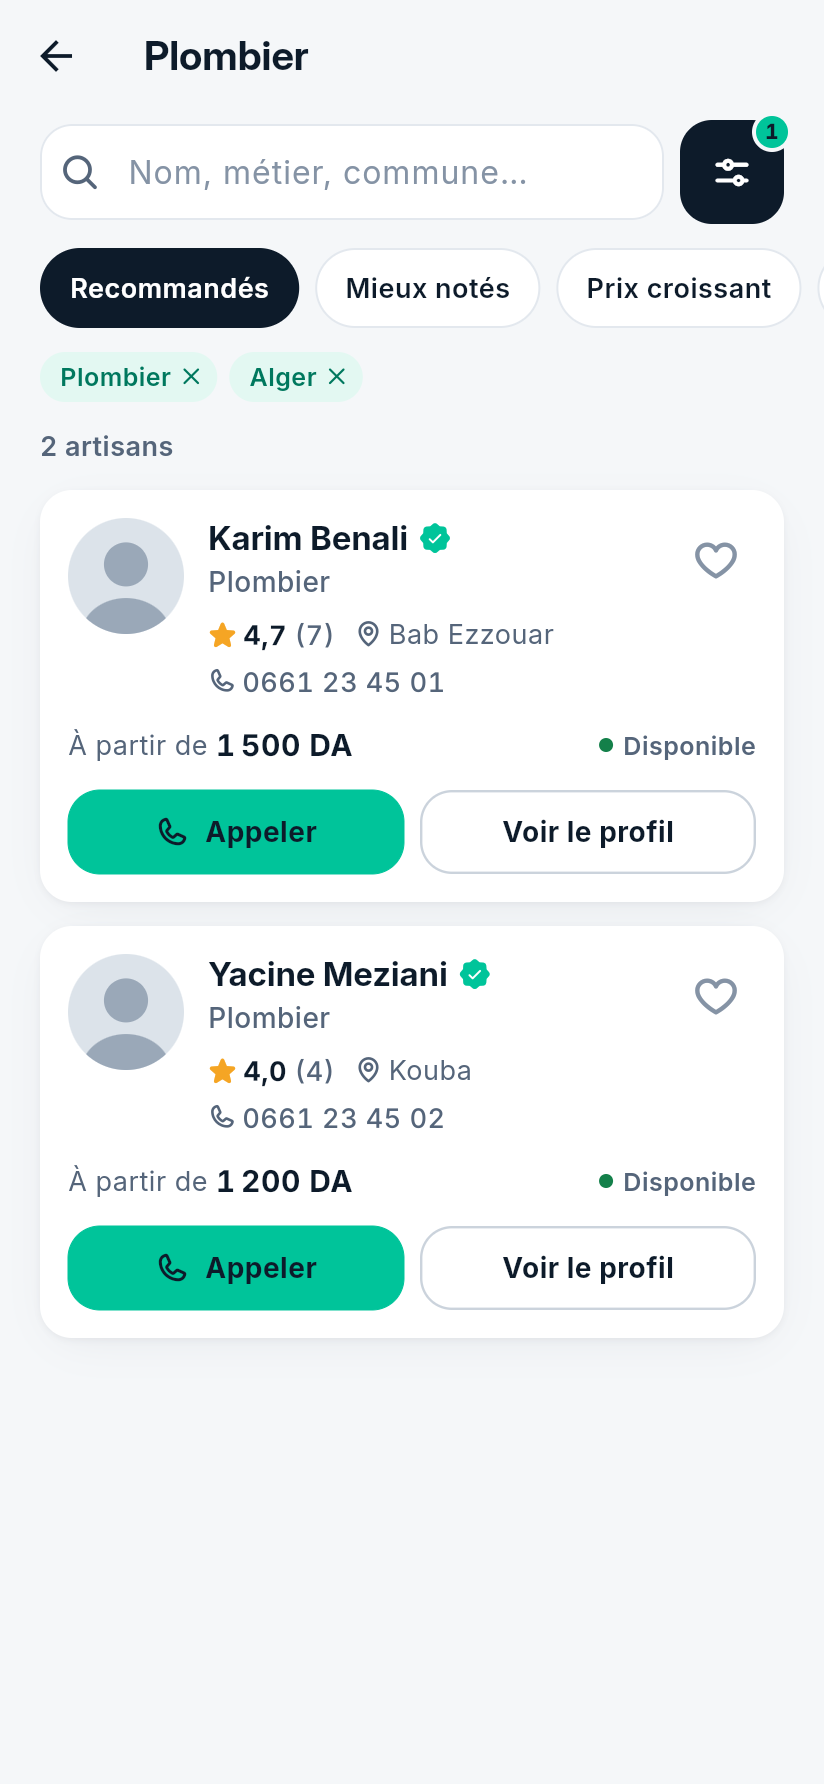 Plombier
Nom, métier, commune...
1
Recommandés
Mieux notés
Prix croissant
Plombier
Alger
2 artisans
Karim Benali
Plombier
4,7 (7) Bab Ezzouar
0661 23 45 01
À partir de 1 500 DA
Disponible
Appeler
Voir le profil
Yacine Meziani
Plombier
4,0 (4) Kouba
0661 23 45 02
À partir de 1 200 DA
Disponible
Appeler
Voir le profil